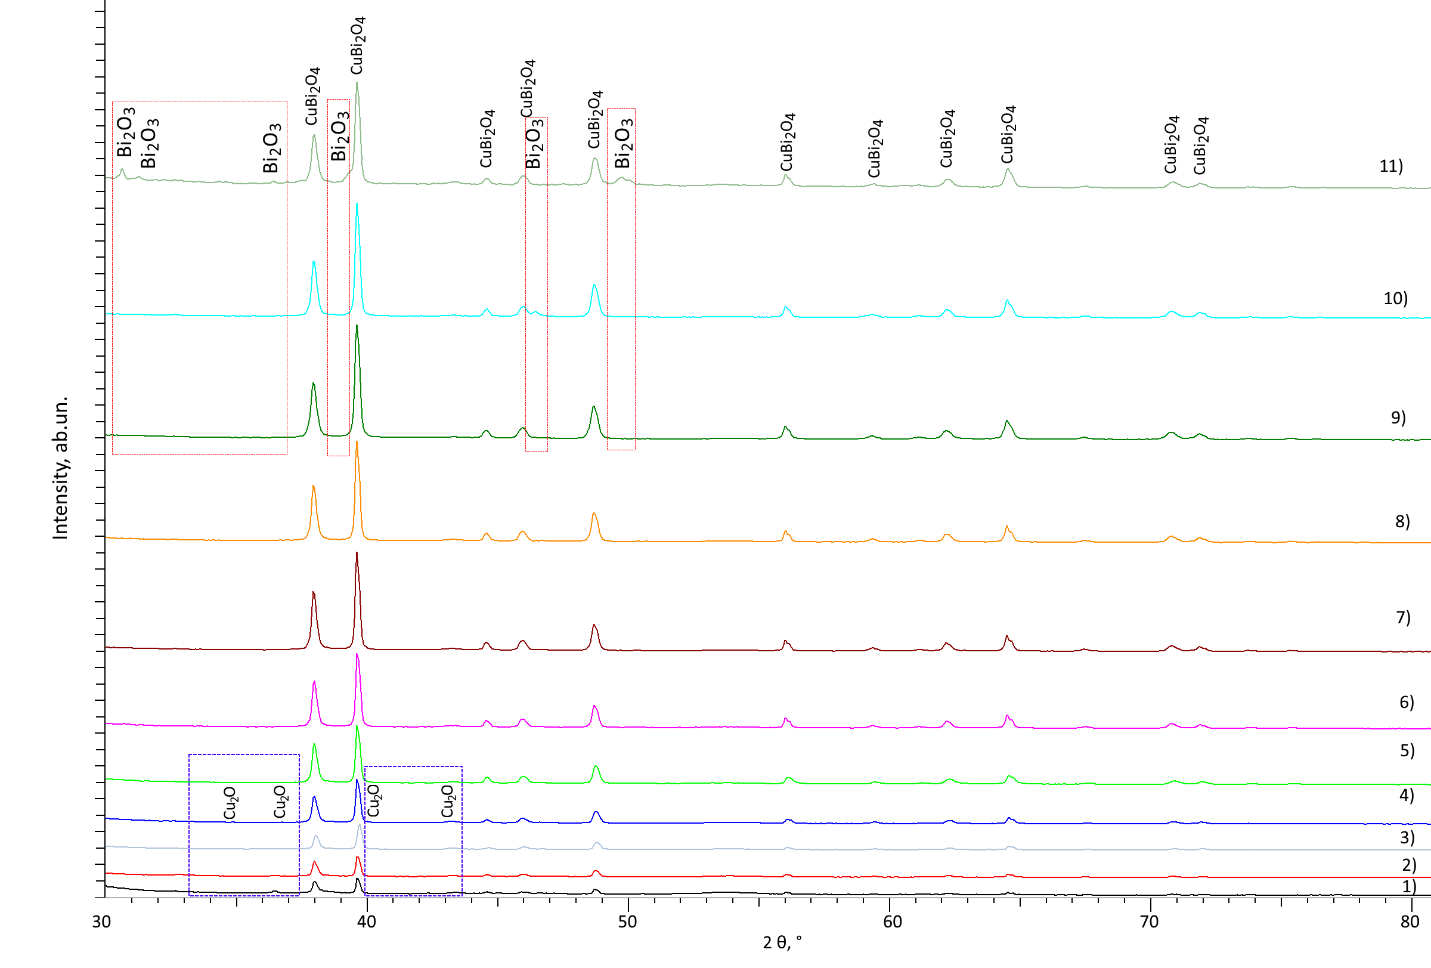 CuBi2O4
CuBi2O4
CuBi2O4
CuBi2O4
Bi2O3
Bi2O3
Bi2O3
Bi2O3
CuBi2O4
Bi2O3
Bi2O3
CuBi2O4
CuBi2O4
CuBi2O4
CuBi2O4
CuBi2O4
CuBi2O4
CuBi2O4
11)
10)
9)
8)
7)
6)
5)
4)
3)
2)
1)
Cu2O
Cu2O
Cu2O
Cu2O
Intensity, ab.un.
30
40
50
60
70
80
2 θ, °